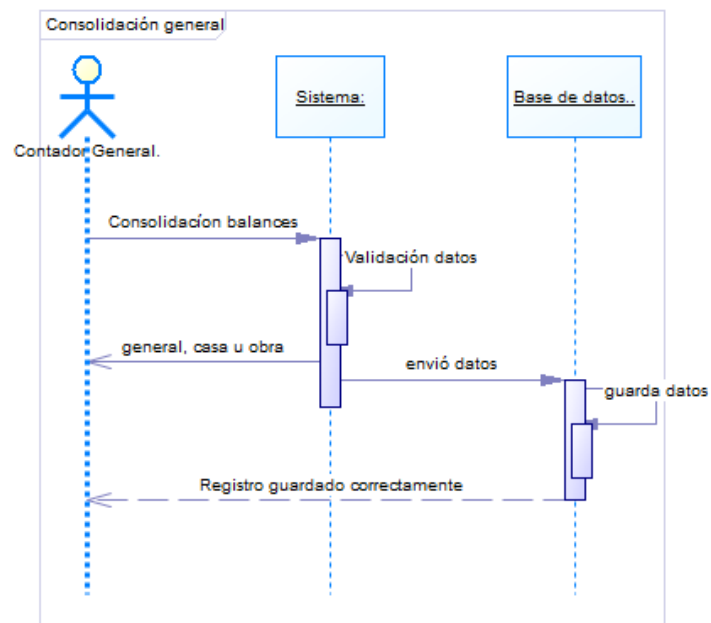 Consolidación general
Sistema:
Base de datos..
Contador General.
Consolidacíon balances
Validación datos
general, casa u obra
envió datos
guarda datos
Registro guardado correctamente